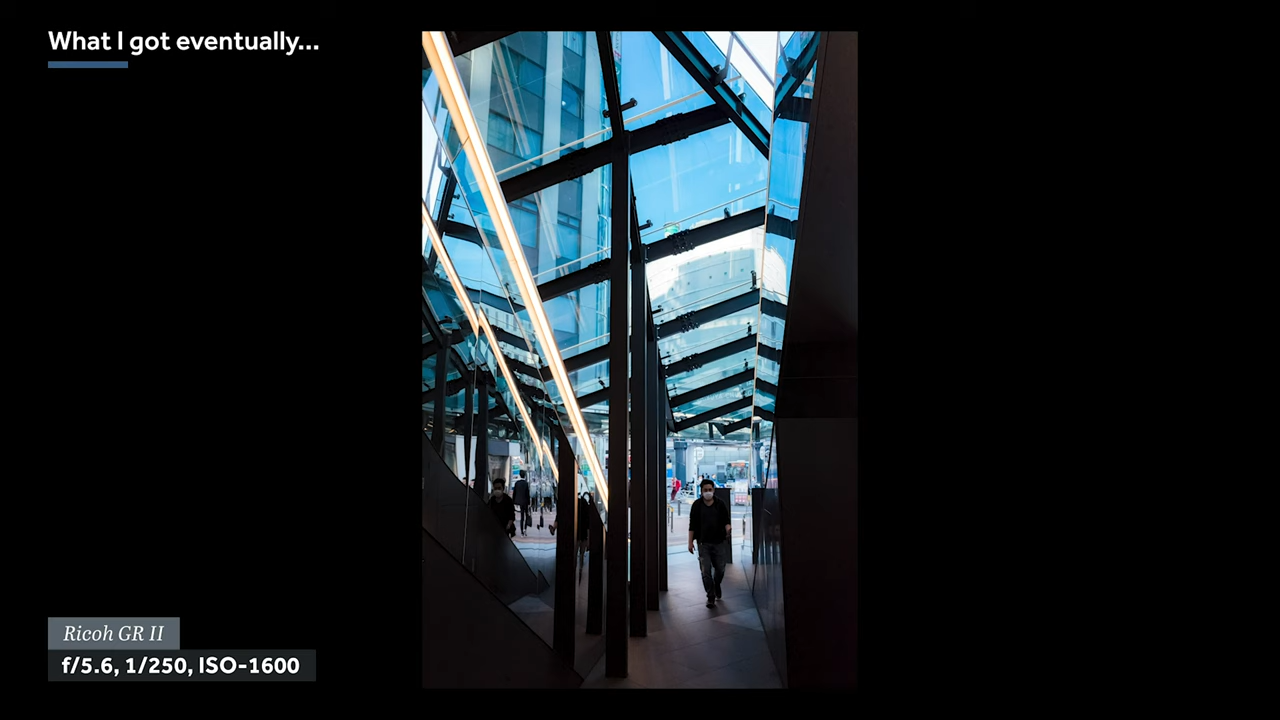 What I got eventually...
Ricoh GR II
f/5.6, 1/250, ISO-1600